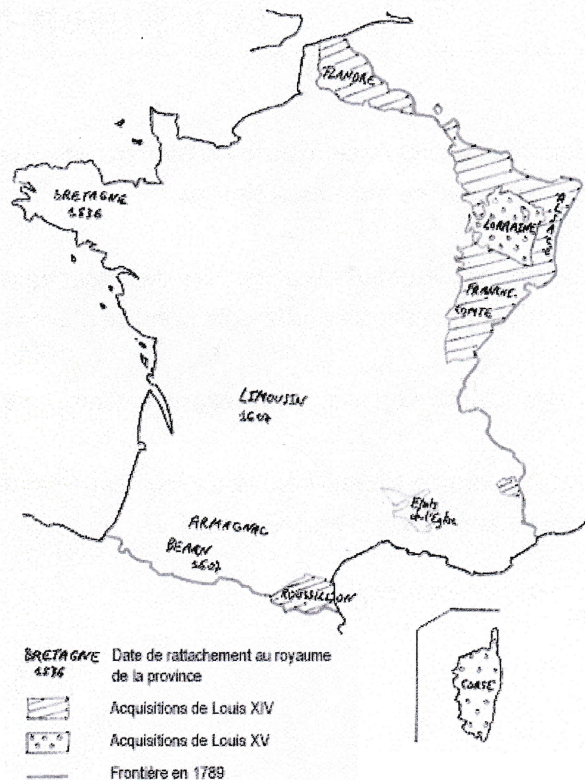 FLANDRE
BRETAGNE
1536
LORRAINE
ALSACE
FRANCHE-
COMTE
LIMOUSIN
1607
Etats
de l'Eglise
ARMAGNAC
BEARN
1607
ROUSSILLON
CORSE
BRETAGNE
1536
Date de rattachement au royaume
de la province
Acquisitions de Louis XIV
Acquisitions de Louis XV
Frontière en 1789